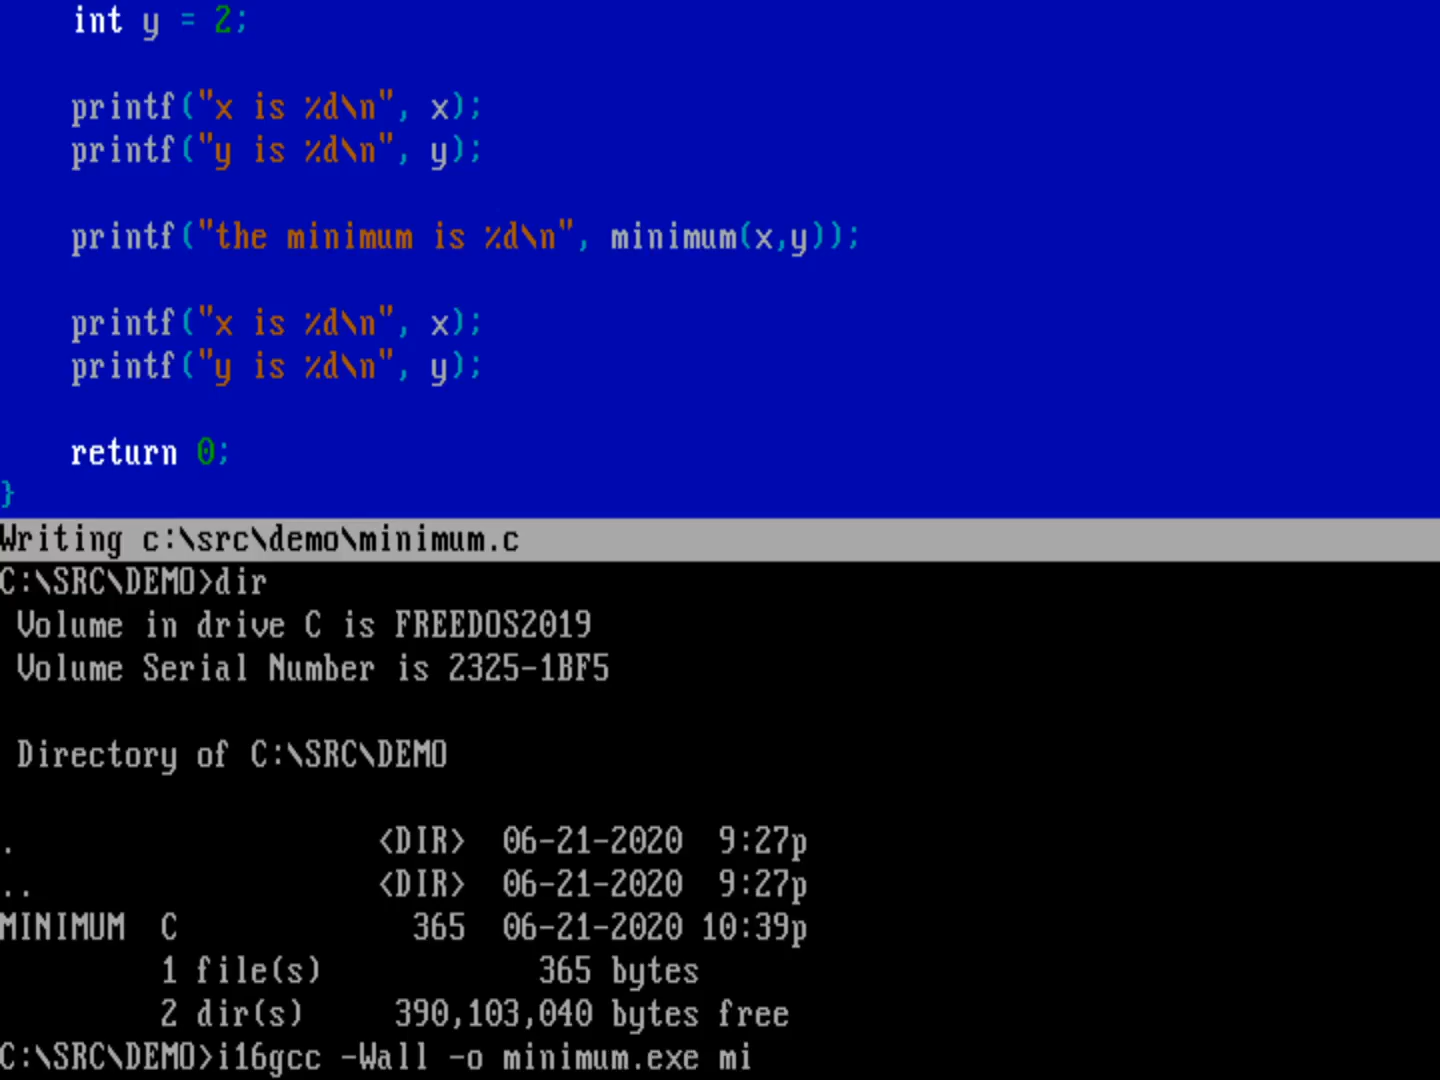 int y = 2;
printf("x is %d\n", x);
printf("y is %d\n", y);
printf("the minimum is %d\n", minimum(x,y));
printf("x is %d\n", x);
printf("y is %d\n", y);
return 0;
}
Writing c:\src\demo\minimum.c
C:\SRC\DEMO>dir
Volume in drive C is FREEDOS2019
Volume Serial Number is 2325-1BF5
Directory of C:\SRC\DEMO
. <DIR> 06-21-2020 9:27p
.. <DIR> 06-21-2020 9:27p
MINIMUM C 365 06-21-2020 10:39p
1 file(s) 365 bytes
2 dir(s) 390,103,040 bytes free
C:\SRC\DEMO>i16gcc -Wall -o minimum.exe mi